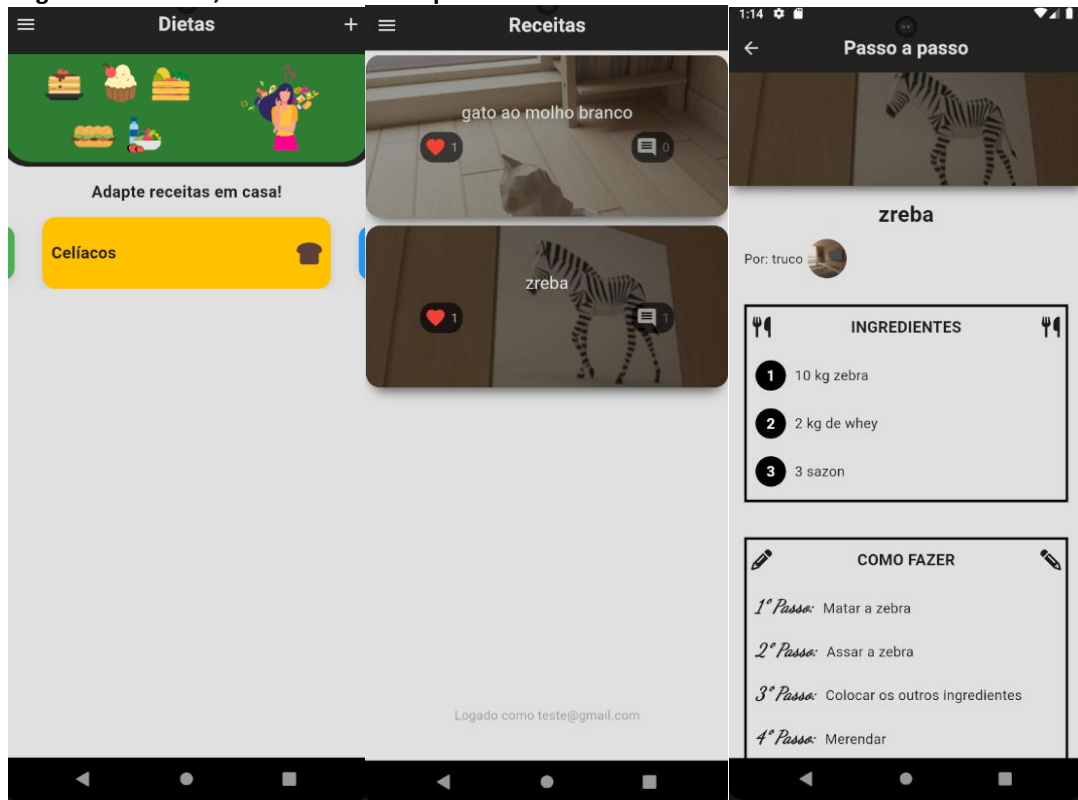 Dietas
Adapte receitas em casa!
Celíacos
Receitas
gato ao molho branco
1
0
zreba
1
1
Logado como teste@gmail.com
1:14
Passo a passo
zreba
Por: truco
INGREDIENTES
1 10 kg zebra
2 2 kg de whey
3 3 sazon
COMO FAZER
1º Passo: Matar a zebra
2º Passo: Assar a zebra
3º Passo: Colocar os outros ingredientes
4º Passo: Merendar